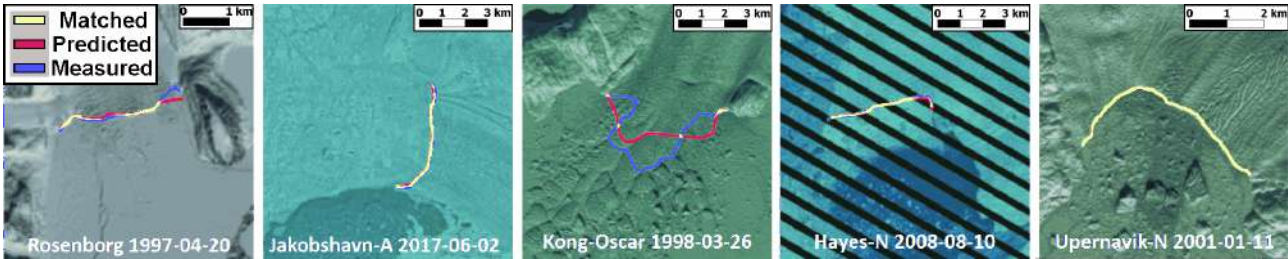 Matched
Predicted
Measured
0 1 km
Rosenborg 1997-04-20
0 1 2 3 km
Jakobshavn-A 2017-06-02
0 1 2 3 km
Kong-Oscar 1998-03-26
0 1 2 3 km
Hayes-N 2008-08-10
0 1 2 km
Upernavik-N 2001-01-11